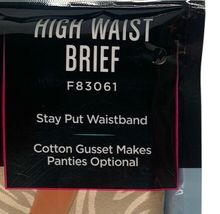 HIGH WAIST
BRIEF
F83061
Stay Put Waistband
Cotton Gusset Makes
Panties Optional